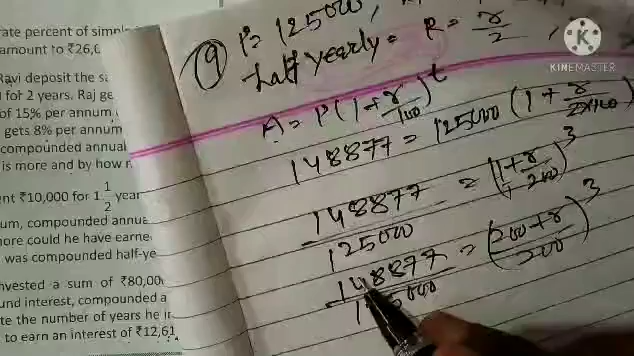 rate percent of simple
amount to ₹26,6
Ravi deposit the su
for 2 years. Raj ge
of 15% per annum,
gets 8% per annum
compounded annual
is more and by how
ent ₹10,000 for 1 1/2 year
um, compounded annua
more could he have earne
was compounded half-ye
nvested a sum of ₹80,00
und interest, compounded a
te the number of years he i
to earn an interest of ₹12,61
9 P = 125000,
half yearly = R = r/2,
A = P(1+r/100)^t
148877 = 125000 (1+r/2×100)
148877/125000 = (1+r/200)^3
148877/125000 = (200+r/200)^3
KINEMASTER